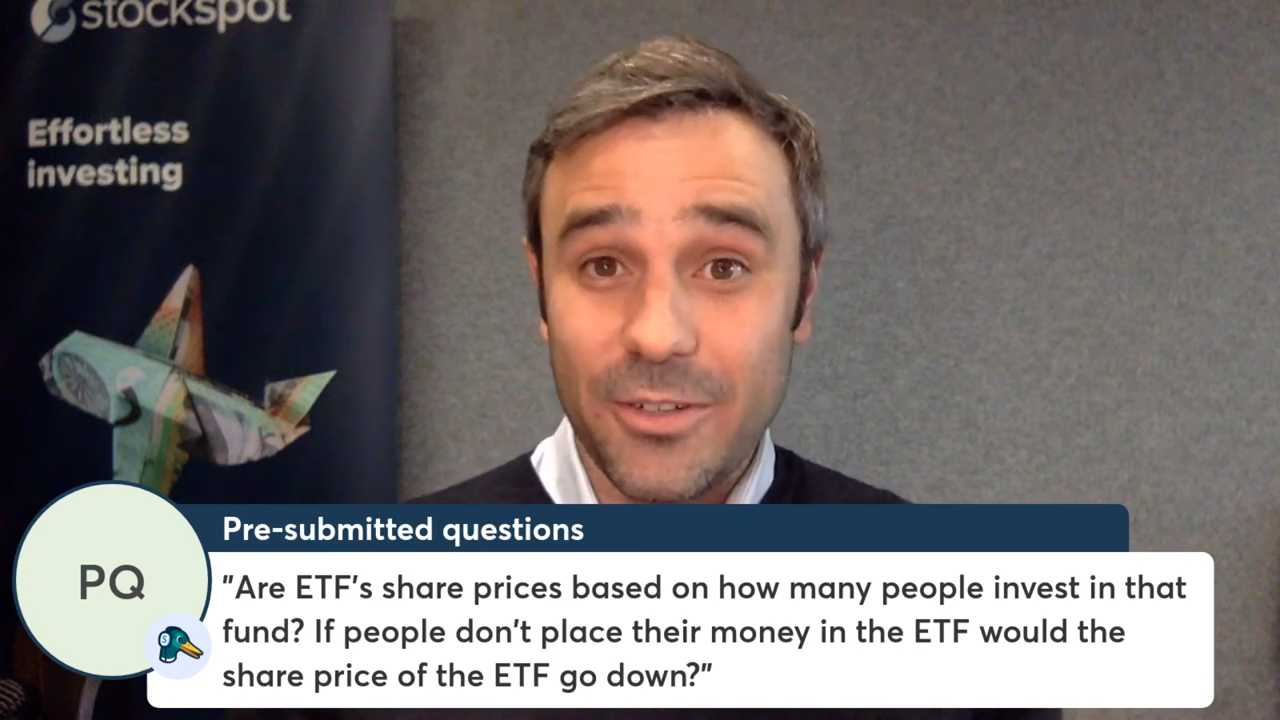 stockspot
Effortless
investing
Pre-submitted questions
PQ
"Are ETF's share prices based on how many people invest in that
fund? If people don't place their money in the ETF would the
share price of the ETF go down?"